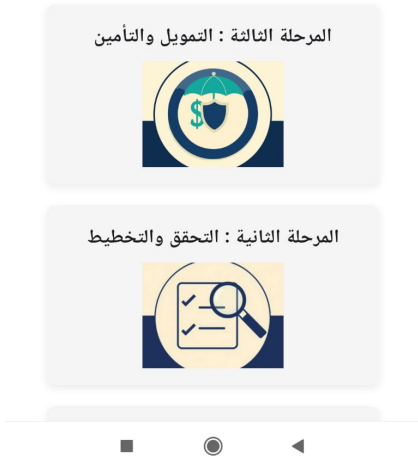 المرحلة الثالثة : التمويل والتأمين
$
المرحلة الثانية : التحقق والتخطيط